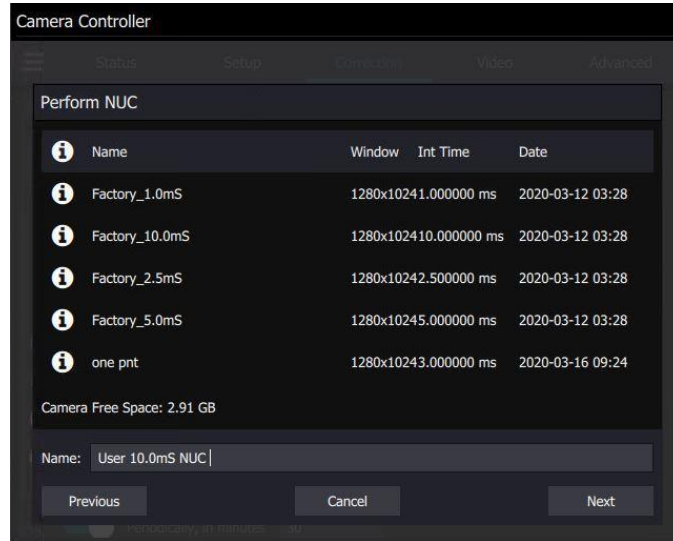 Camera Controller
Status Setup Correction Video Advanced
Perform NUC
Name Window Int Time Date
Factory_1.0mS 1280x10241.000000 ms 2020-03-12 03:28
Factory_10.0mS 1280x102410.000000 ms 2020-03-12 03:28
Factory_2.5mS 1280x10242.500000 ms 2020-03-12 03:28
Factory_5.0mS 1280x10245.000000 ms 2020-03-12 03:28
one pnt 1280x10243.000000 ms 2020-03-16 09:24
Camera Free Space: 2.91 GB
Name: User 10.0mS NUC
Previous Cancel Next
Periodically, in minutes 30